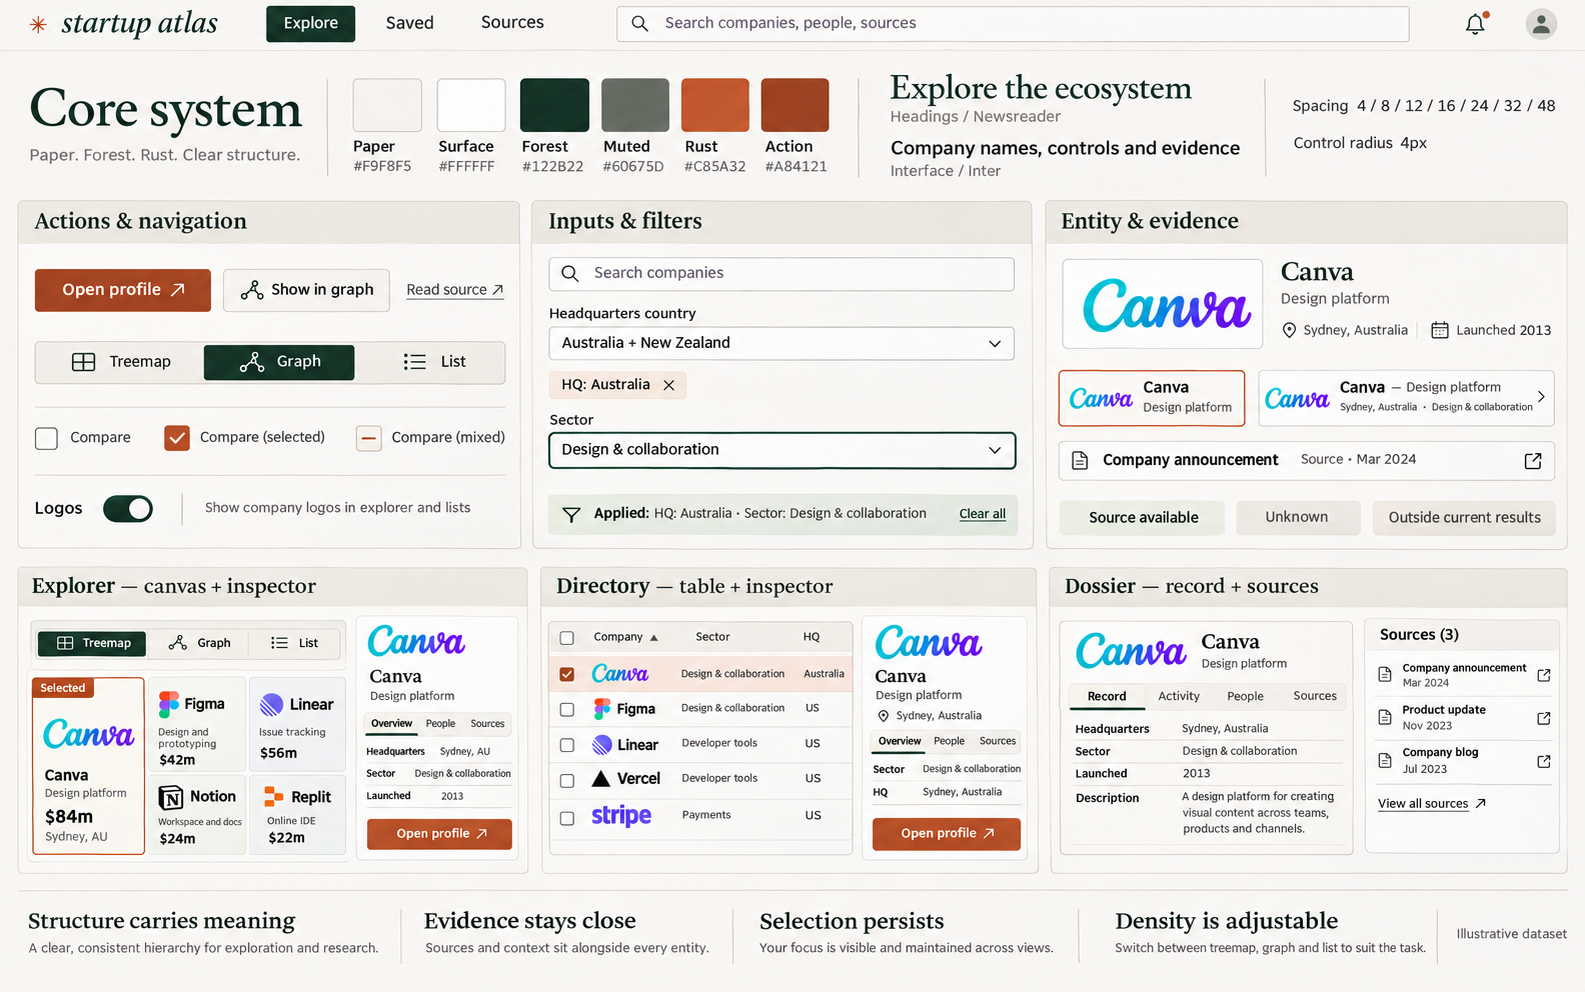 startup atlas
Explore
Saved
Sources
Search companies, people, sources
Core system
Paper. Forest. Rust. Clear structure.
Paper
#F9F8F5
Surface
#FFFFFF
Forest
#122B22
Muted
#60675D
Rust
#C85A32
Action
#A84121
Explore the ecosystem
Headings / Newsreader
Company names, controls and evidence
Interface / Inter
Spacing 4 / 8 / 12 / 16 / 24 / 32 / 48
Control radius 4px
Actions & navigation
Open profile
Show in graph
Read source
Treemap
Graph
List
Compare
Compare (selected)
Compare (mixed)
Logos
Show company logos in explorer and lists
Inputs & filters
Search companies
Headquarters country
Australia + New Zealand
HQ: Australia
Sector
Design & collaboration
Applied: HQ: Australia · Sector: Design & collaboration
Clear all
Entity & evidence
Canva
Canva
Design platform
Sydney, Australia
Launched 2013
Canva
Canva
Design platform
Canva
Canva — Design platform
Sydney, Australia · Design & collaboration
Company announcement
Source · Mar 2024
Source available
Unknown
Outside current results
Explorer — canvas + inspector
Treemap
Graph
List
Selected
Canva
Canva
Design platform
$84m
Sydney, AU
Figma
Design and
prototyping
$42m
Linear
Issue tracking
$56m
Notion
Workspace and docs
$24m
Replit
Online IDE
$22m
Canva
Canva
Design platform
Overview
People
Sources
Headquarters
Sydney, AU
Sector
Design & collaboration
Launched
2013
Open profile
Directory — table + inspector
Company
Sector
HQ
Canva
Design & collaboration
Australia
Figma
Design & collaboration
US
Linear
Developer tools
US
Vercel
Developer tools
US
stripe
Payments
US
Canva
Canva
Design platform
Sydney, Australia
Overview
People
Sources
Sector
Design & collaboration
HQ
Sydney, Australia
Open profile
Dossier — record + sources
Canva
Canva
Design platform
Record
Activity
People
Sources
Headquarters
Sydney, Australia
Sector
Design & collaboration
Launched
2013
Description
A design platform for creating
visual content across teams,
products and channels.
Sources (3)
Company announcement
Mar 2024
Product update
Nov 2023
Company blog
Jul 2023
View all sources
Structure carries meaning
A clear, consistent hierarchy for exploration and research.
Evidence stays close
Sources and context sit alongside every entity.
Selection persists
Your focus is visible and maintained across views.
Density is adjustable
Switch between treemap, graph and list to suit the task.
Illustrative dataset